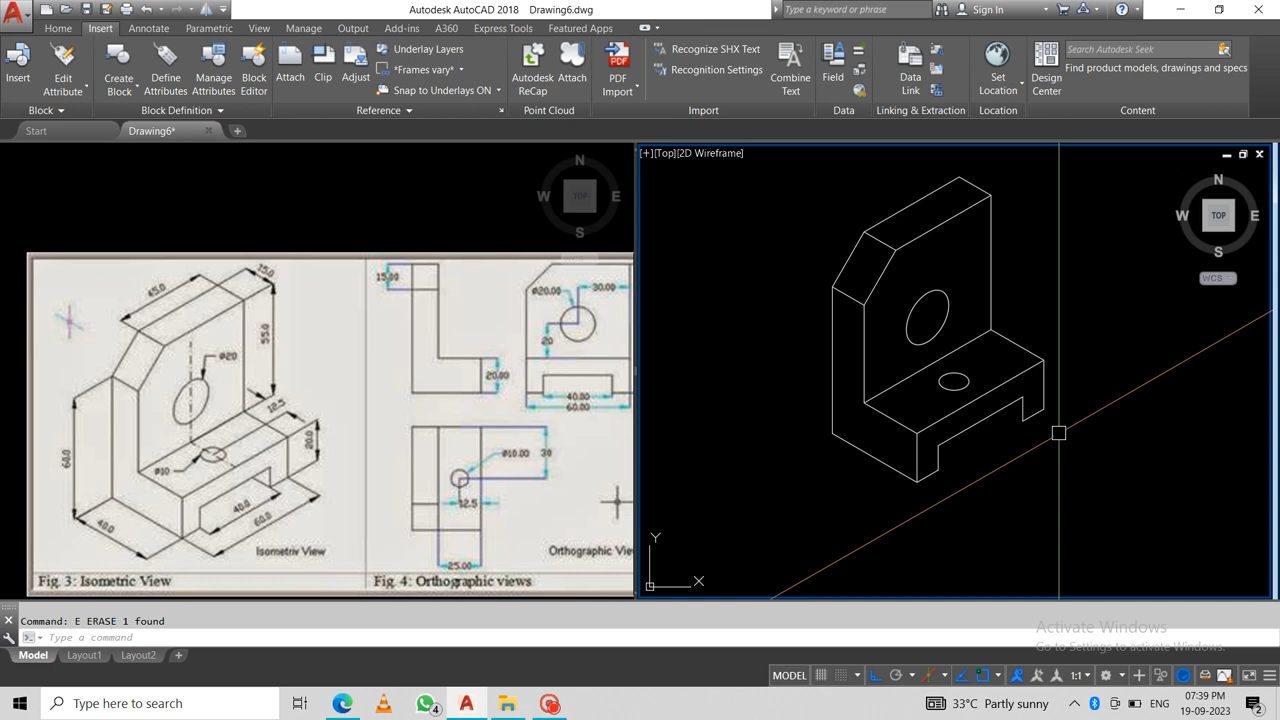 Autodesk AutoCAD 2018 Drawing6.dwg
Type a keyword or phrase
Sign In
Home Insert Annotate Parametric View Manage Output Add-ins A360 Express Tools Featured Apps
Insert
Edit Attribute
Create Block
Define Attributes
Manage Attributes
Block Editor
Attach
Clip
Adjust
Underlay Layers
*Frames vary*
Snap to Underlays ON
Autodesk ReCap
Attach
PDF Import
Recognize SHX Text
Recognition Settings
Combine Text
Field
Data Link
Set Location
Design Center
Search Autodesk Seek
Find product models, drawings and specs
Block Block Definition Reference Point Cloud Import Data Linking & Extraction Location Content
Start Drawing6*
N
W TOP E
S
45.0
15.0
55.0
Ø20
12.5
20.0
60.0
Ø10
40.0
60.0
40.0
Isometriv View
Fig. 3: Isometric View
15.00
Ø20.00
30.00
20
20.00
40.00
60.00
Ø10.00
30
12.5
25.00
Orthographic Vie
Fig. 4: Orthographic views
[+][Top][2D Wireframe]
N
W TOP E
S
WCS
Y
X
Command: E ERASE 1 found
Type a command
Activate Windows
Go to Settings to activate Windows.
Model Layout1 Layout2
MODEL
1:1
Type here to search
4
33°C Partly sunny
ENG
07:39 PM
19-09-2023
2